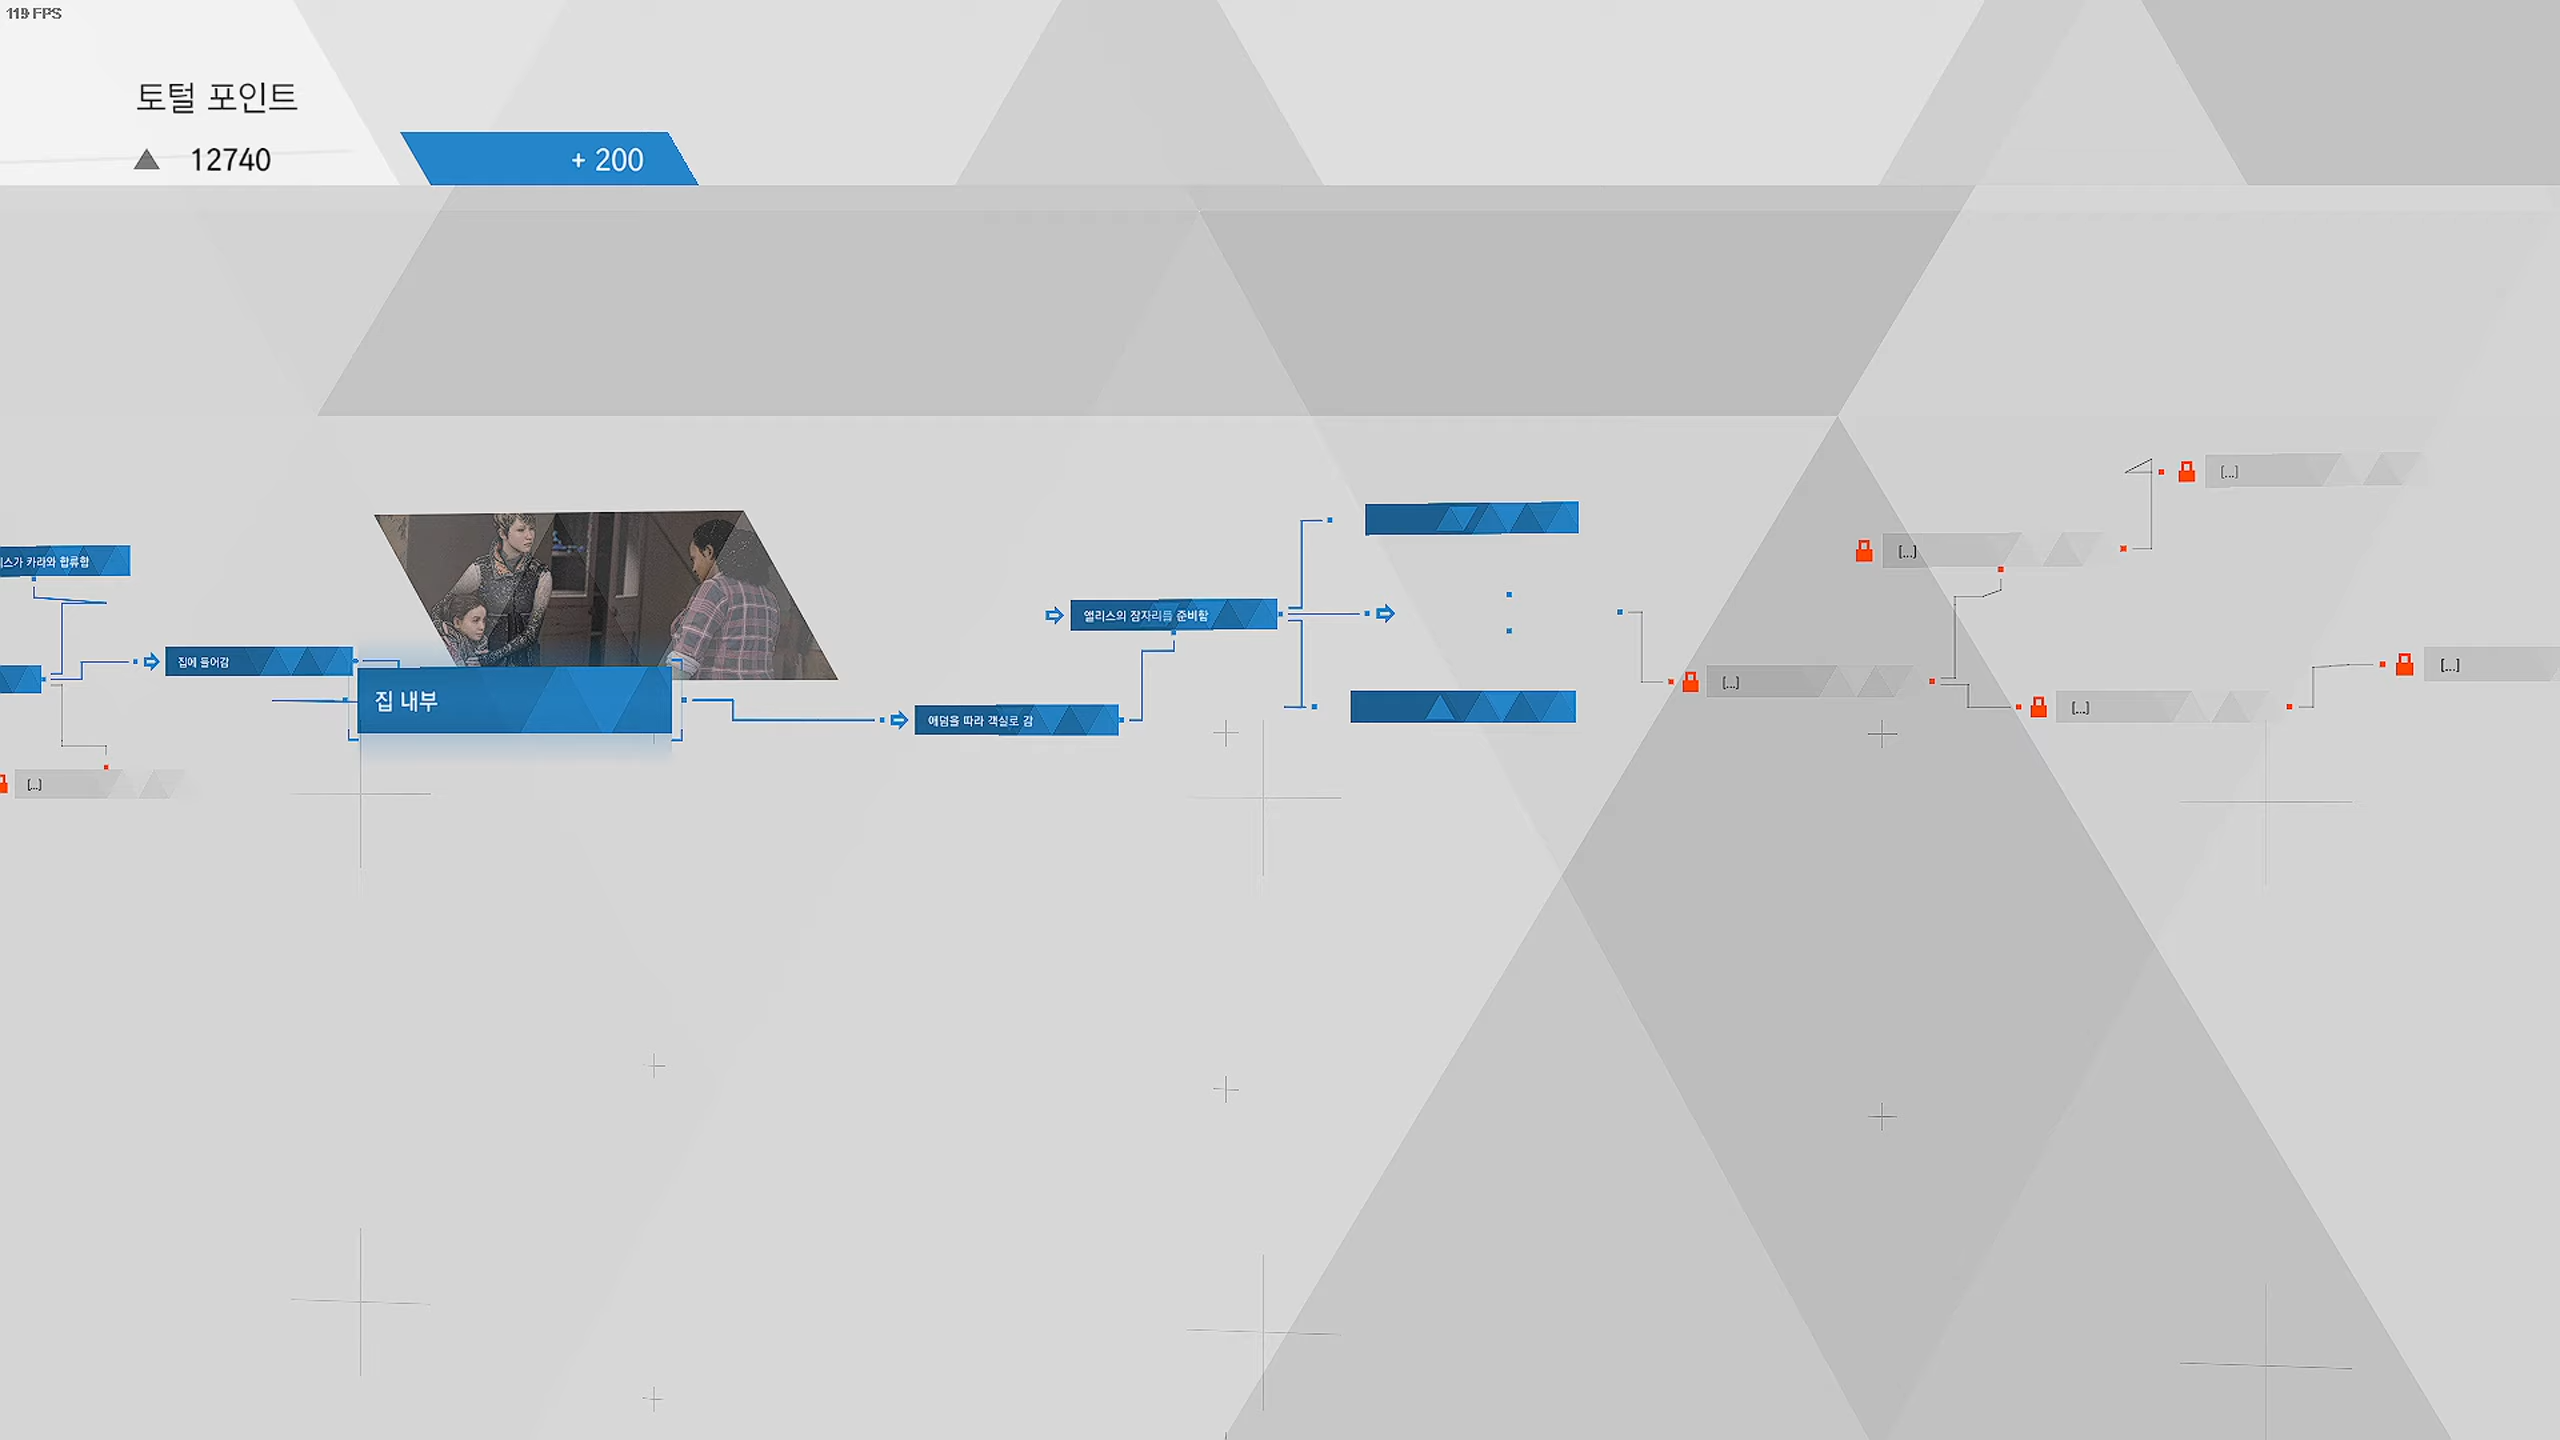 119 FPS
토털 포인트
12740
+ 200
[...]
스가 카라와 합류함
[...]
앨리스의 잠자리를 준비함
집에 들어감
[...]
[...]
집 내부
[...]
애덤을 따라 객실로 감
[...]